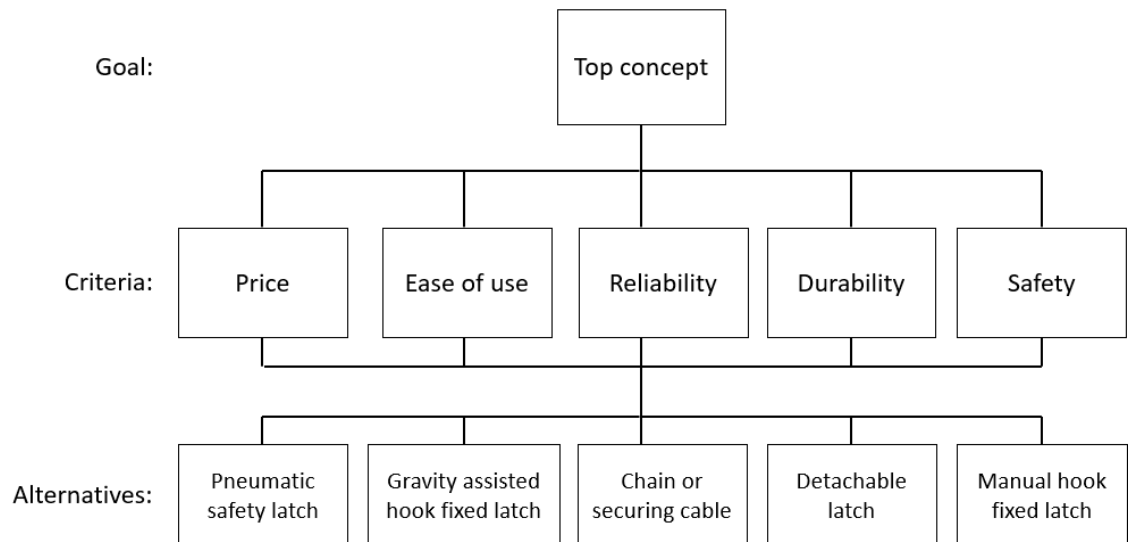 Goal:
Top concept
Criteria:
Price
Ease of use
Reliability
Durability
Safety
Alternatives:
Pneumatic
safety latch
Gravity assisted
hook fixed latch
Chain or
securing cable
Detachable
latch
Manual hook
fixed latch